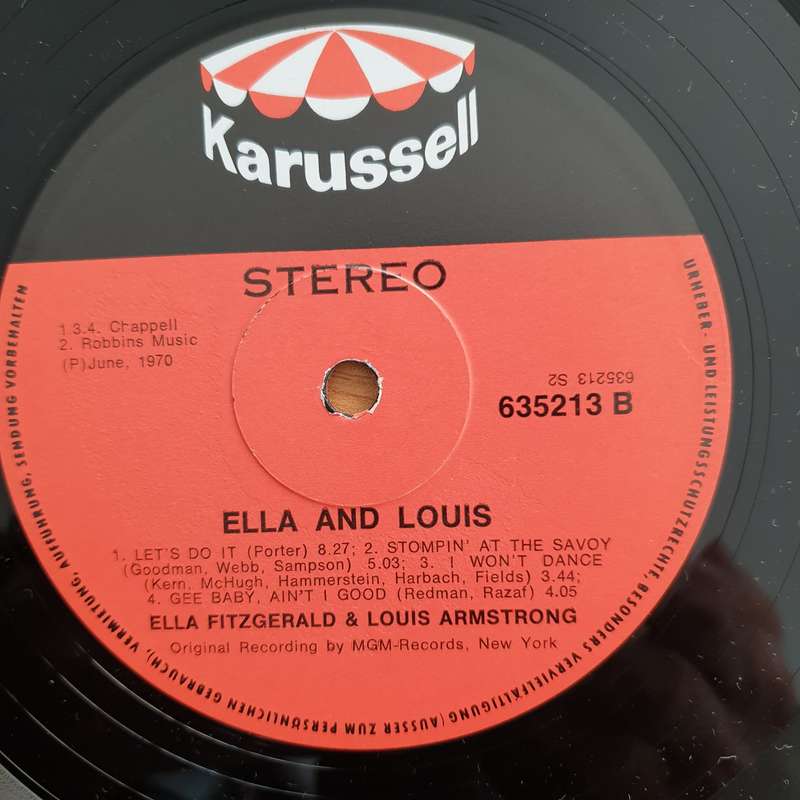 Karussell
STEREO
1.3.4. Chappell
2. Robbins Music
(P)June, 1970
635213 S2
635213 B
ELLA AND LOUIS
1. LET'S DO IT (Porter) 8.27; 2. STOMPIN' AT THE SAVOY
(Goodman, Webb, Sampson) 5.03; 3. I WON'T DANCE
(Kern, McHugh, Hammerstein, Harbach, Fields) 3.44;
4. GEE BABY, AIN'T I GOOD (Redman, Razaf) 4.05
ELLA FITZGERALD & LOUIS ARMSTRONG
Original Recording by MGM-Records, New York
URHEBER- UND LEISTUNGSSCHUTZRECHTE, BESONDERS VERVIELFÄLTIGUNG (AUSSER ZUM PERSÖNLICHEN GEBRAUCH), VERMIETUNG, AUFFÜHRUNG, SENDUNG VORBEHALTEN